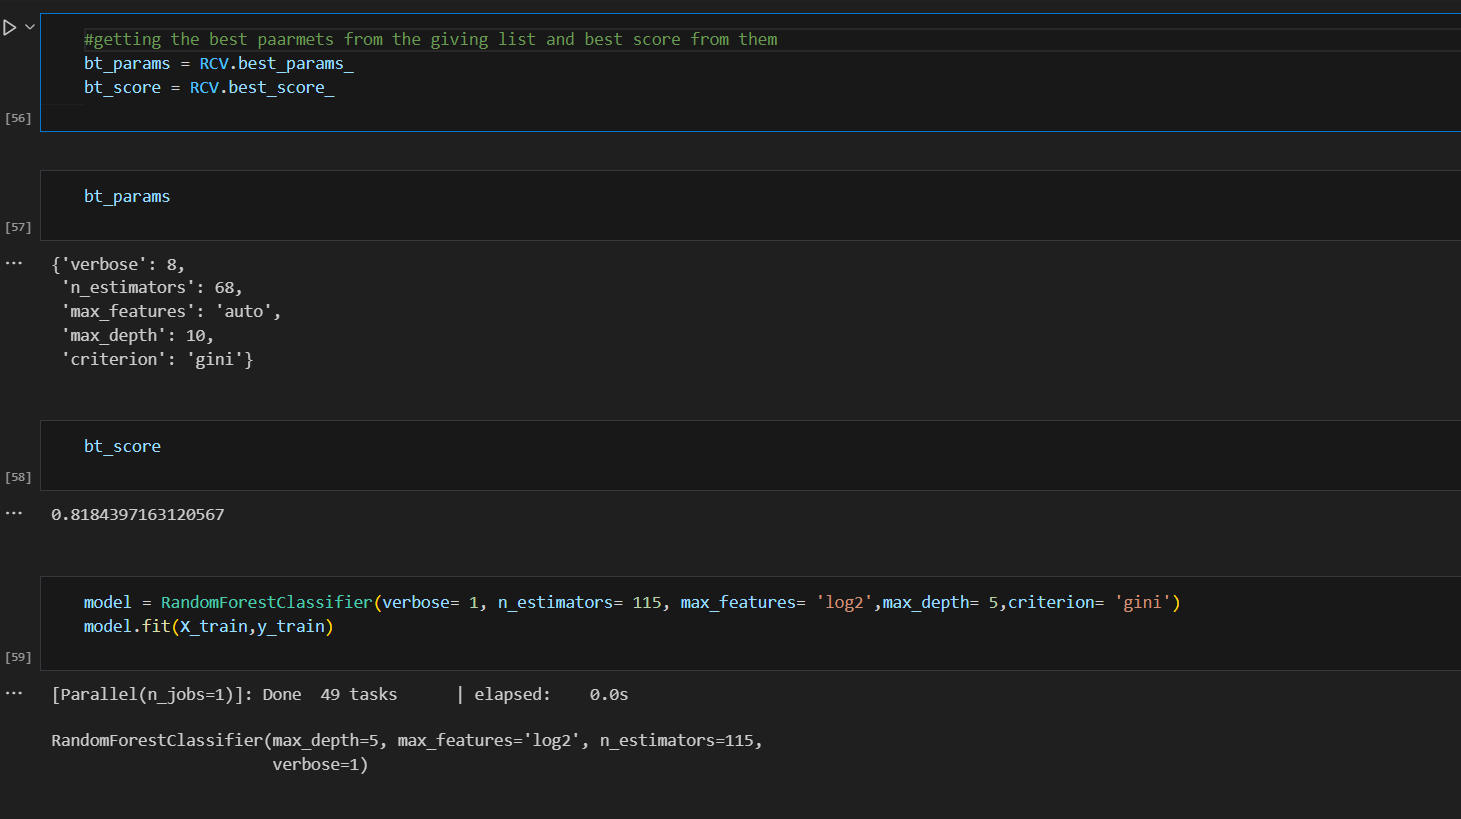 #getting the best paarmets from the giving list and best score from them
bt_params = RCV.best_params_
bt_score = RCV.best_score_
[56]
bt_params
[57]
... {'verbose': 8,
'n_estimators': 68,
'max_features': 'auto',
'max_depth': 10,
'criterion': 'gini'}
bt_score
[58]
... 0.8184397163120567
model = RandomForestClassifier(verbose= 1, n_estimators= 115, max_features= 'log2',max_depth= 5,criterion= 'gini')
model.fit(X_train,y_train)
[59]
... [Parallel(n_jobs=1)]: Done  49 tasks      | elapsed:    0.0s
RandomForestClassifier(max_depth=5, max_features='log2', n_estimators=115,
verbose=1)